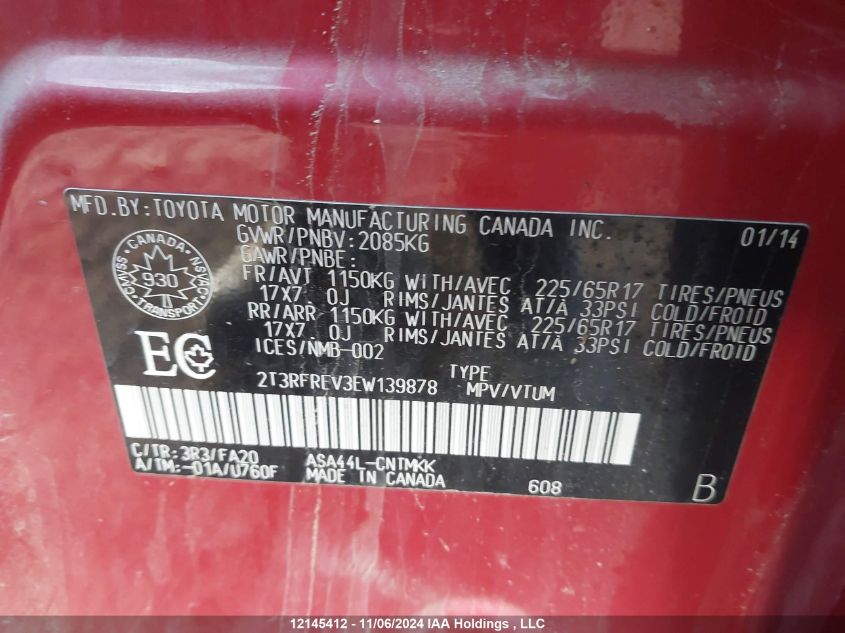 MFD.BY:TOYOTA MOTOR MANUFACTURING CANADA INC. 01/14
GVWR/PNBV:2085KG
GAWR/PNBE:
FR/AVT 1150KG WITH/AVEC 225/65R17 TIRES/PNEUS
17X7. 0J RIMS/JANTES AT/À 33PSI COLD/FROID
RR/ARR 1150KG WITH/AVEC 225/65R17 TIRES/PNEUS
17X7. 0J RIMS/JANTES AT/À 33PSI COLD/FROID
ICES/NMB-002
CANADA
CMVSS 930 NSVAC
TRANSPORT
EC
TYPE
2T3RFREV3EW139878 MPV/VTUM
C/TR:3R3/FA20 ASA44L-CNTMKK
A/TM:-01A/U760F MADE IN CANADA 608 B
12145412 - 11/06/2024 IAA Holdings , LLC